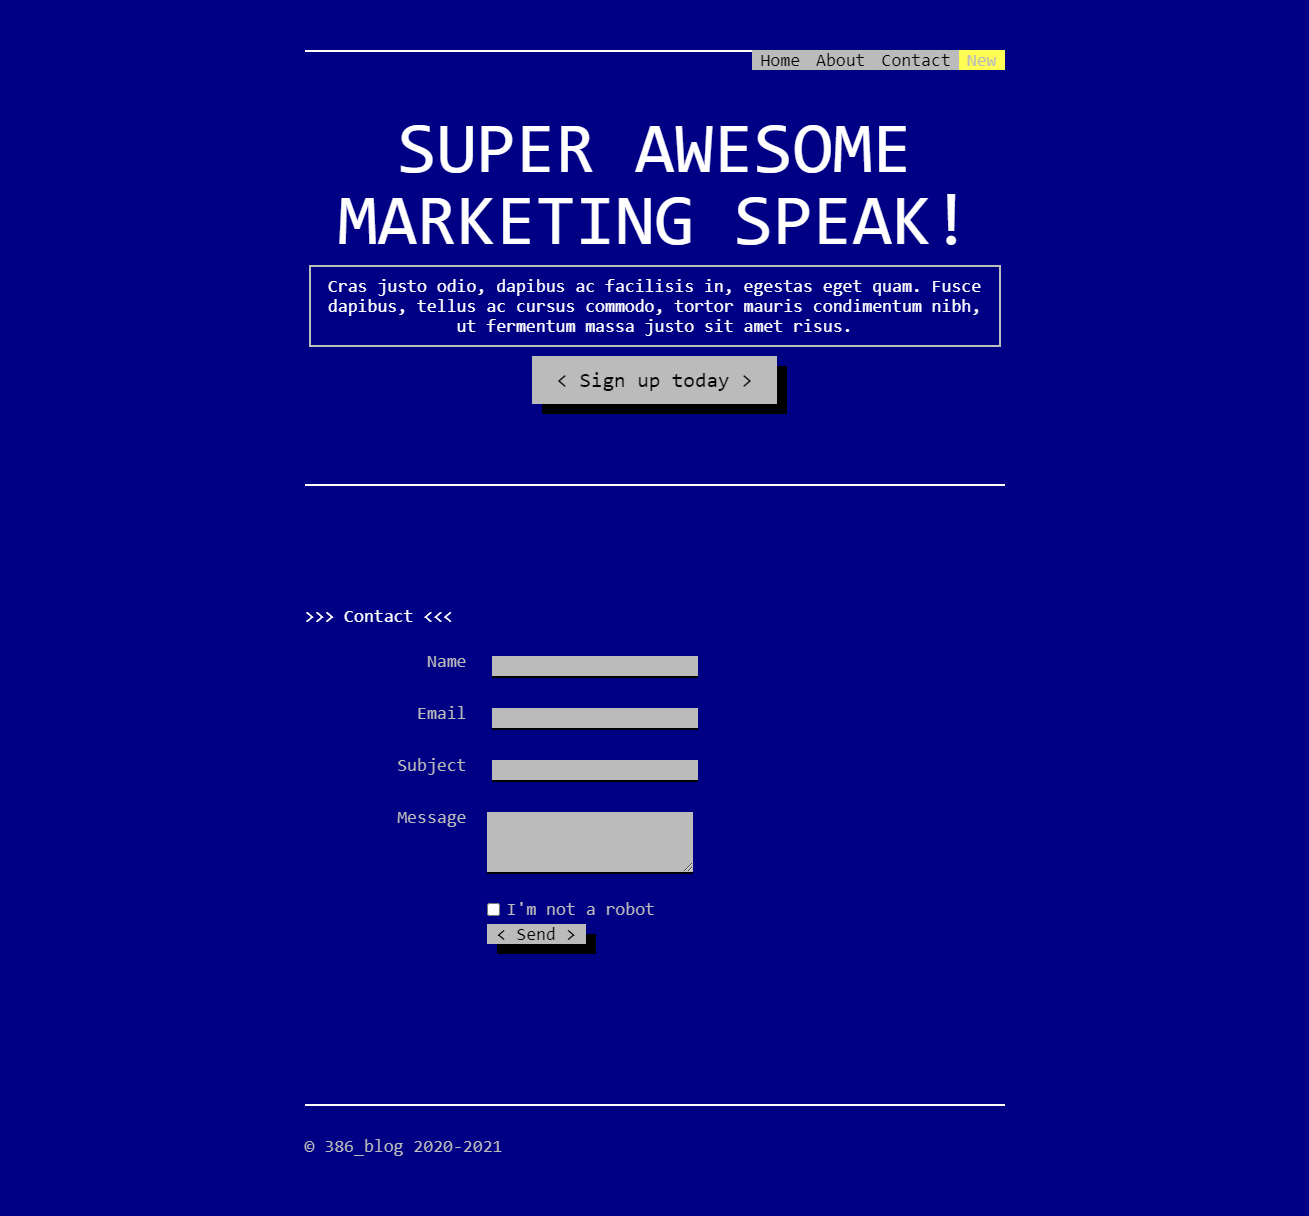 Home About Contact New
SUPER AWESOME
MARKETING SPEAK!
Cras justo odio, dapibus ac facilisis in, egestas eget quam. Fusce
dapibus, tellus ac cursus commodo, tortor mauris condimentum nibh,
ut fermentum massa justo sit amet risus.
< Sign up today >
>>> Contact <<<
Name
Email
Subject
Message
I'm not a robot
< Send >
© 386_blog 2020-2021